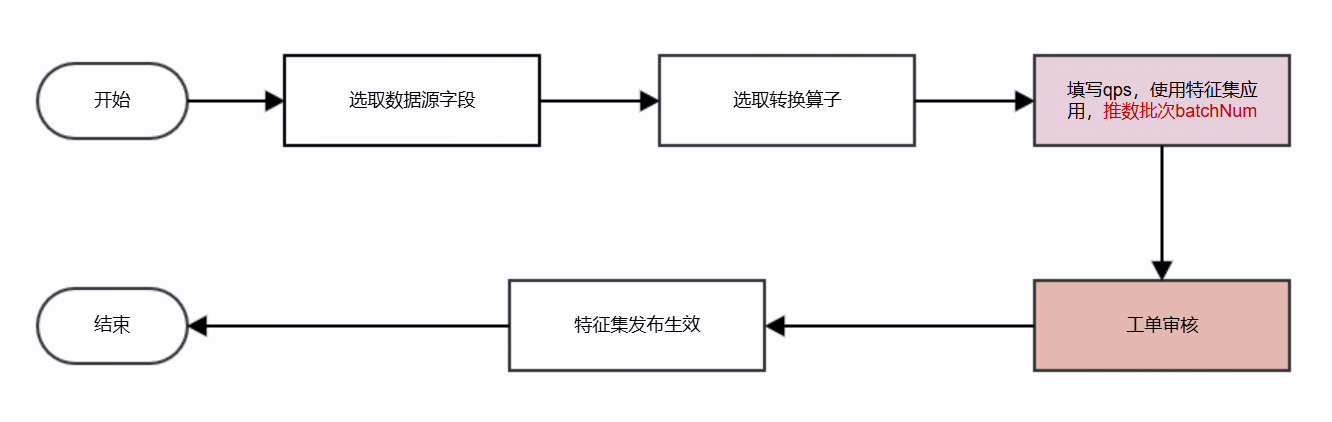 开始
选取数据源字段
选取转换算子
填写qps，使用特征集应
用，推数批次batchNum
结束
特征集发布生效
工单审核